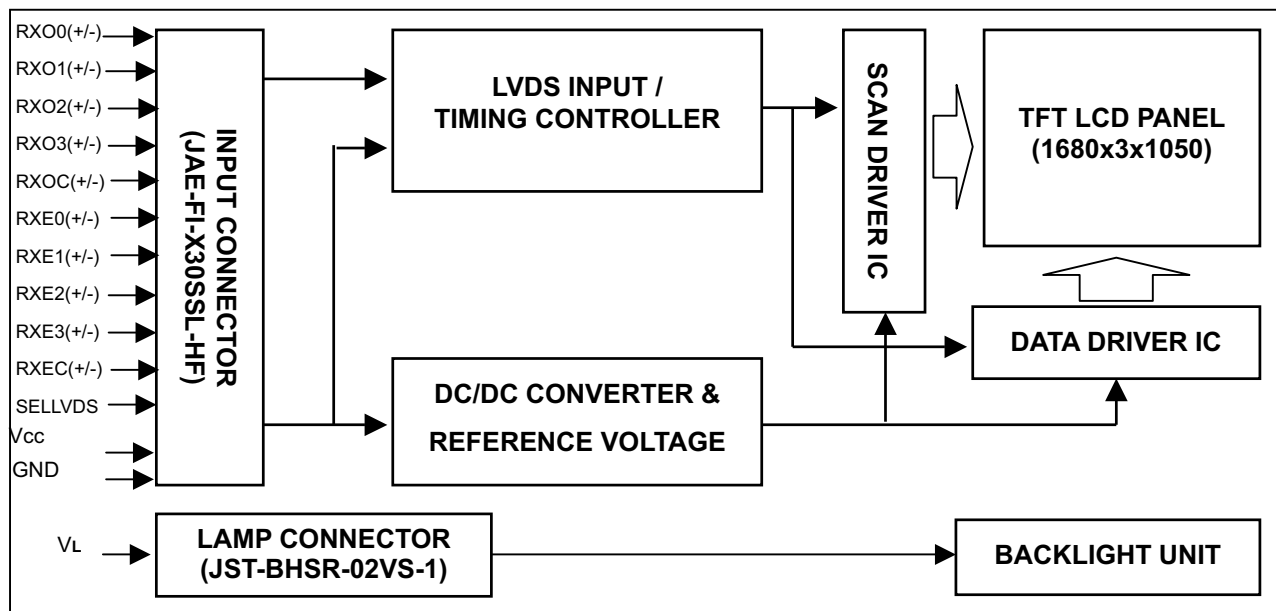 RXO0(+/-)
RXO1(+/-)
RXO2(+/-)
RXO3(+/-)
RXOC(+/-)
RXE0(+/-)
RXE1(+/-)
RXE2(+/-)
RXE3(+/-)
RXEC(+/-)
SELLVDS
Vcc
GND
VL
INPUT CONNECTOR
(JAE-FI-X30SSL-HF)
LVDS INPUT /
TIMING CONTROLLER
DC/DC CONVERTER &
REFERENCE VOLTAGE
SCAN DRIVER IC
TFT LCD PANEL
(1680x3x1050)
DATA DRIVER IC
LAMP CONNECTOR
(JST-BHSR-02VS-1)
BACKLIGHT UNIT